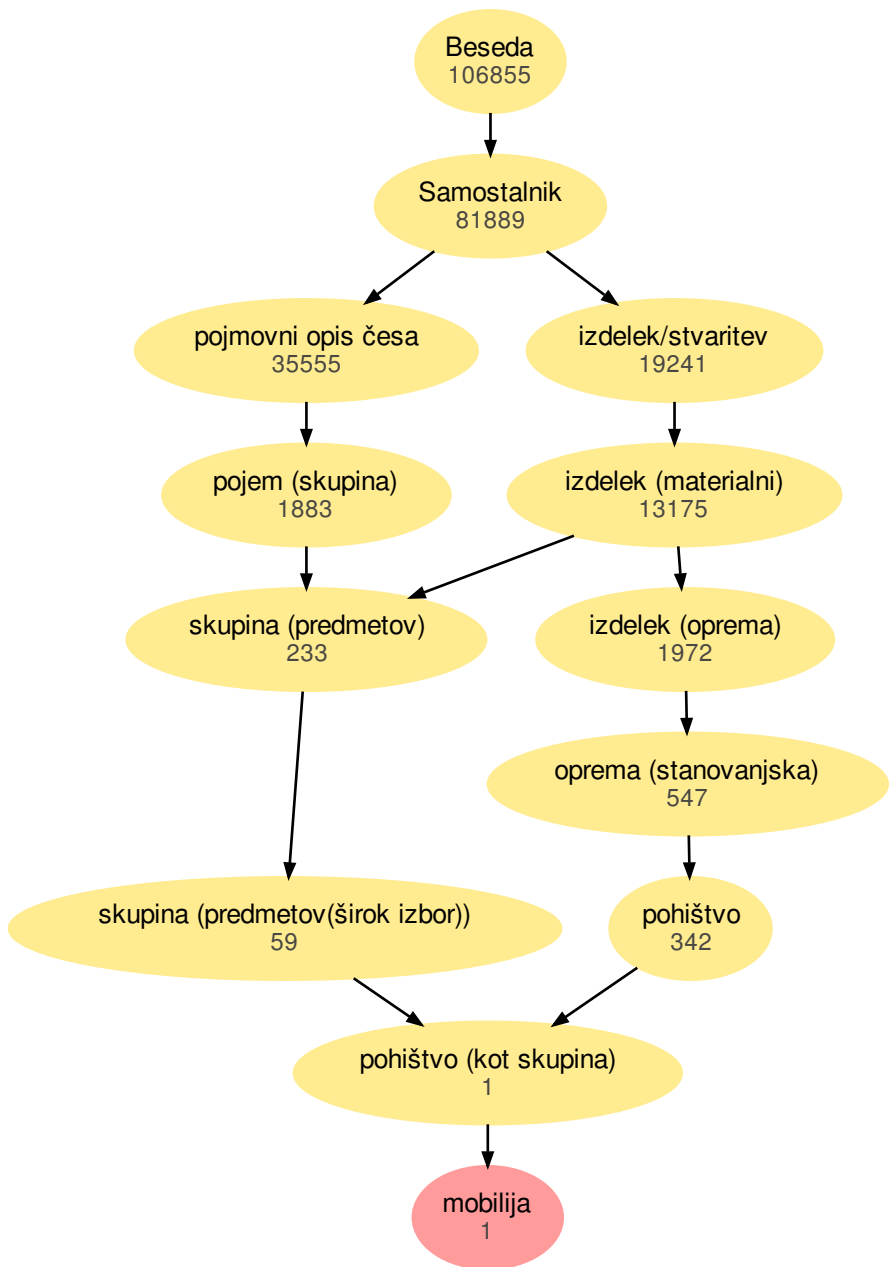 Beseda
106855
Samostalnik
81889
pojmovni opis česa
35555
izdelek/stvaritev
19241
pojem (skupina)
1883
izdelek (materialni)
13175
skupina (predmetov)
233
izdelek (oprema)
1972
oprema (stanovanjska)
547
skupina (predmetov(širok izbor))
59
pohištvo
342
pohištvo (kot skupina)
1
mobilija
1